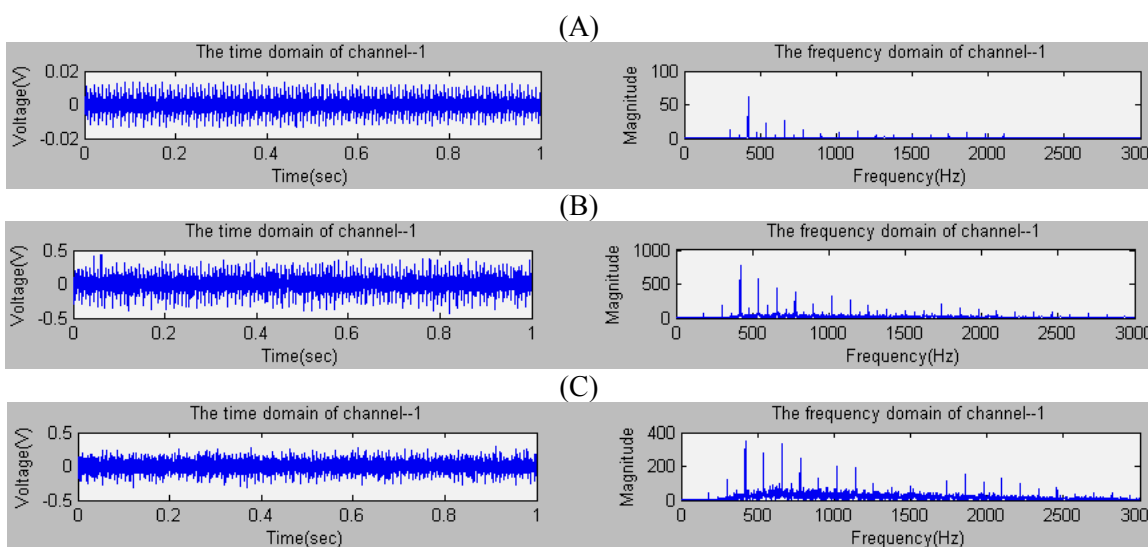 (A)
The time domain of channel--1
The frequency domain of channel--1
Voltage(V)
0.02
0
-0.02
0 0.2 0.4 0.6 0.8 1
Time(sec)
Magnitude
100
50
0
0 500 1000 1500 2000 2500 3000
Frequency(Hz)
(B)
The time domain of channel--1
The frequency domain of channel--1
Voltage(V)
0.5
0
-0.5
0 0.2 0.4 0.6 0.8 1
Time(sec)
Magnitude
1000
500
0
0 500 1000 1500 2000 2500 3000
Frequency(Hz)
(C)
The time domain of channel--1
The frequency domain of channel--1
Voltage(V)
0.5
0
-0.5
0 0.2 0.4 0.6 0.8 1
Time(sec)
Magnitude
400
200
0
0 500 1000 1500 2000 2500 3000
Frequency(Hz)